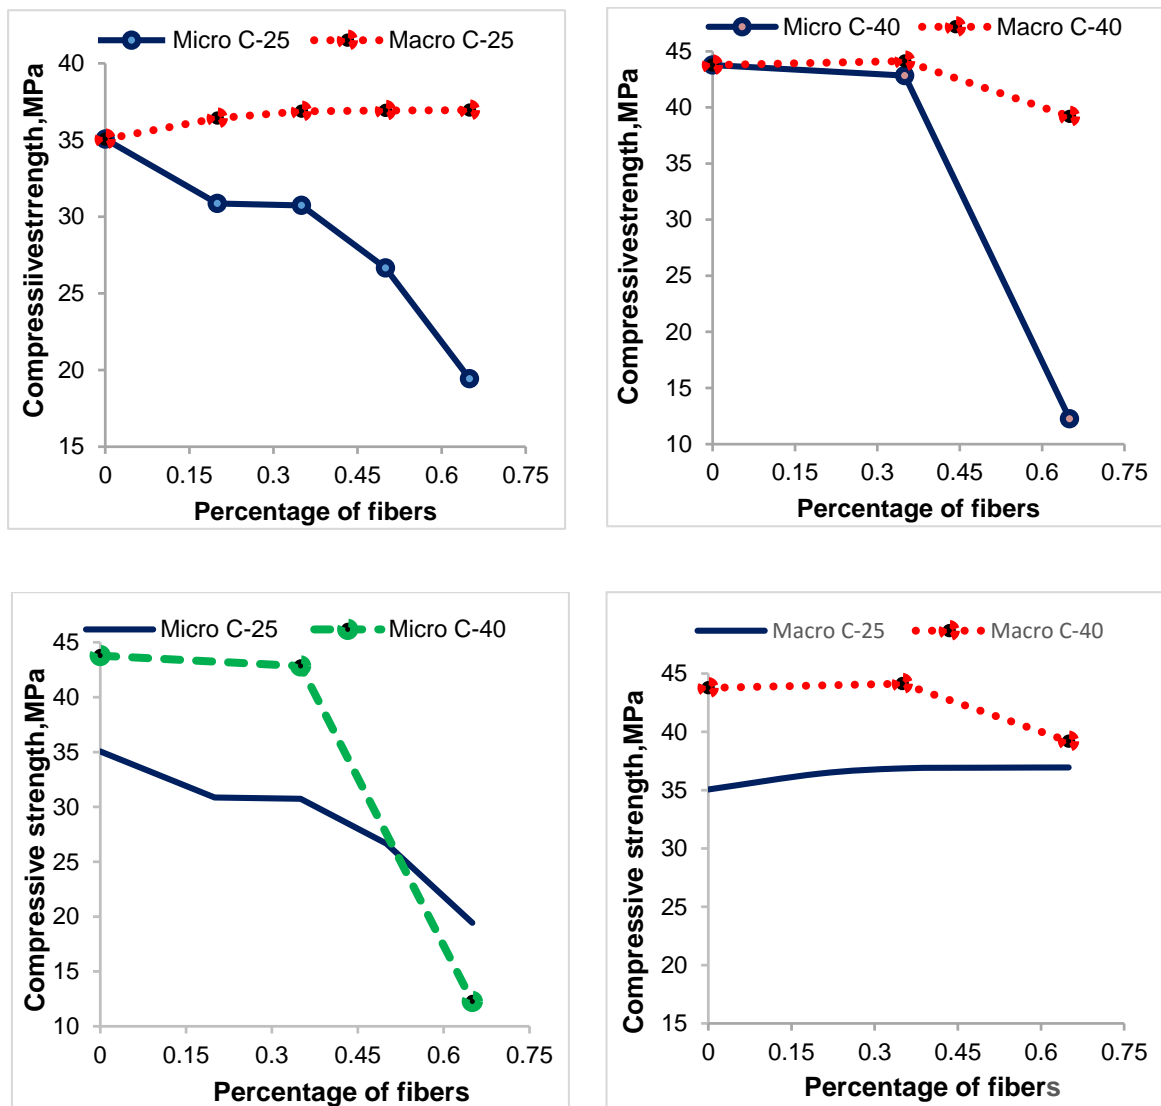 Micro C-25 Macro C-25
40
35
30
25
20
15
0 0.15 0.3 0.45 0.6 0.75
Compressiivestrrength,MPa
Percentage of fibers
Micro C-40 Macro C-40
45
40
35
30
25
20
15
10
0 0.15 0.3 0.45 0.6 0.75
Compressivestrength,MPa
Percentage of fibers
Micro C-25 Micro C-40
45
40
35
30
25
20
15
10
0 0.15 0.3 0.45 0.6 0.75
Compressive strength,MPa
Percentage of fibers
Macro C-25 Macro C-40
45
40
35
30
25
20
15
0 0.15 0.3 0.45 0.6 0.75
Compressive strength,MPa
Percentage of fibers